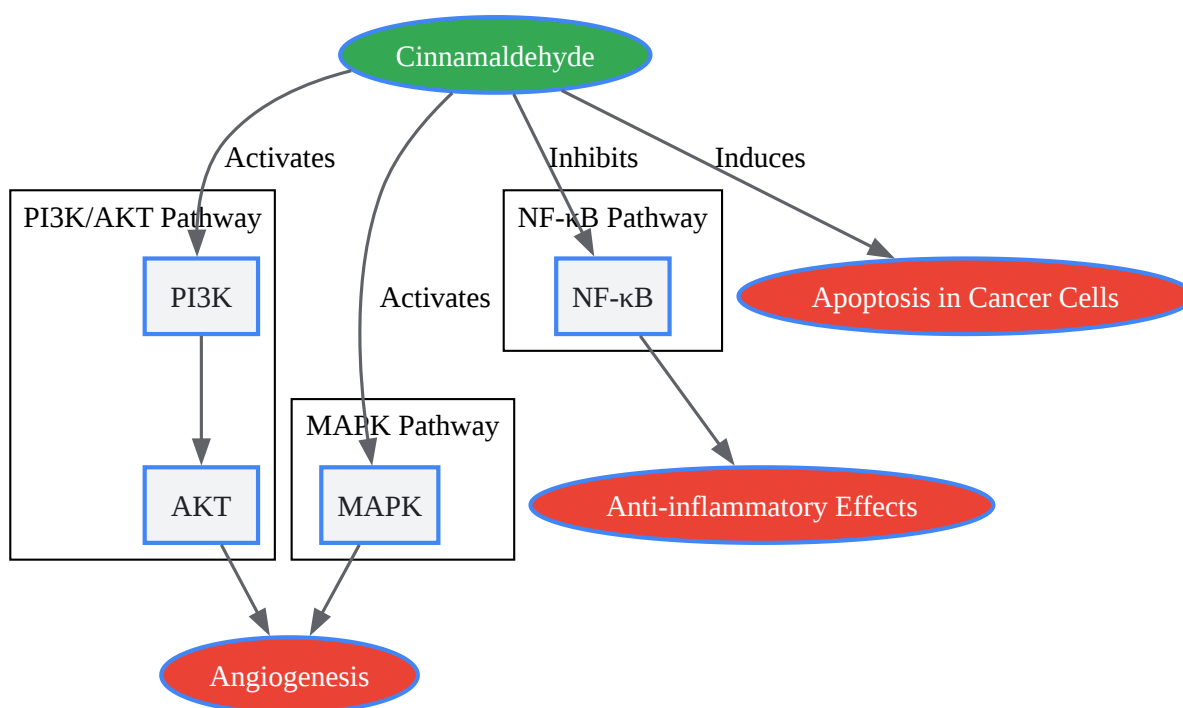 Cinnamaldehyde
Activates
Inhibits
Induces
PI3K/AKT Pathway
NF-κB Pathway
PI3K
Activates
NF-κB
Apoptosis in Cancer Cells
MAPK Pathway
AKT
MAPK
Anti-inflammatory Effects
Angiogenesis